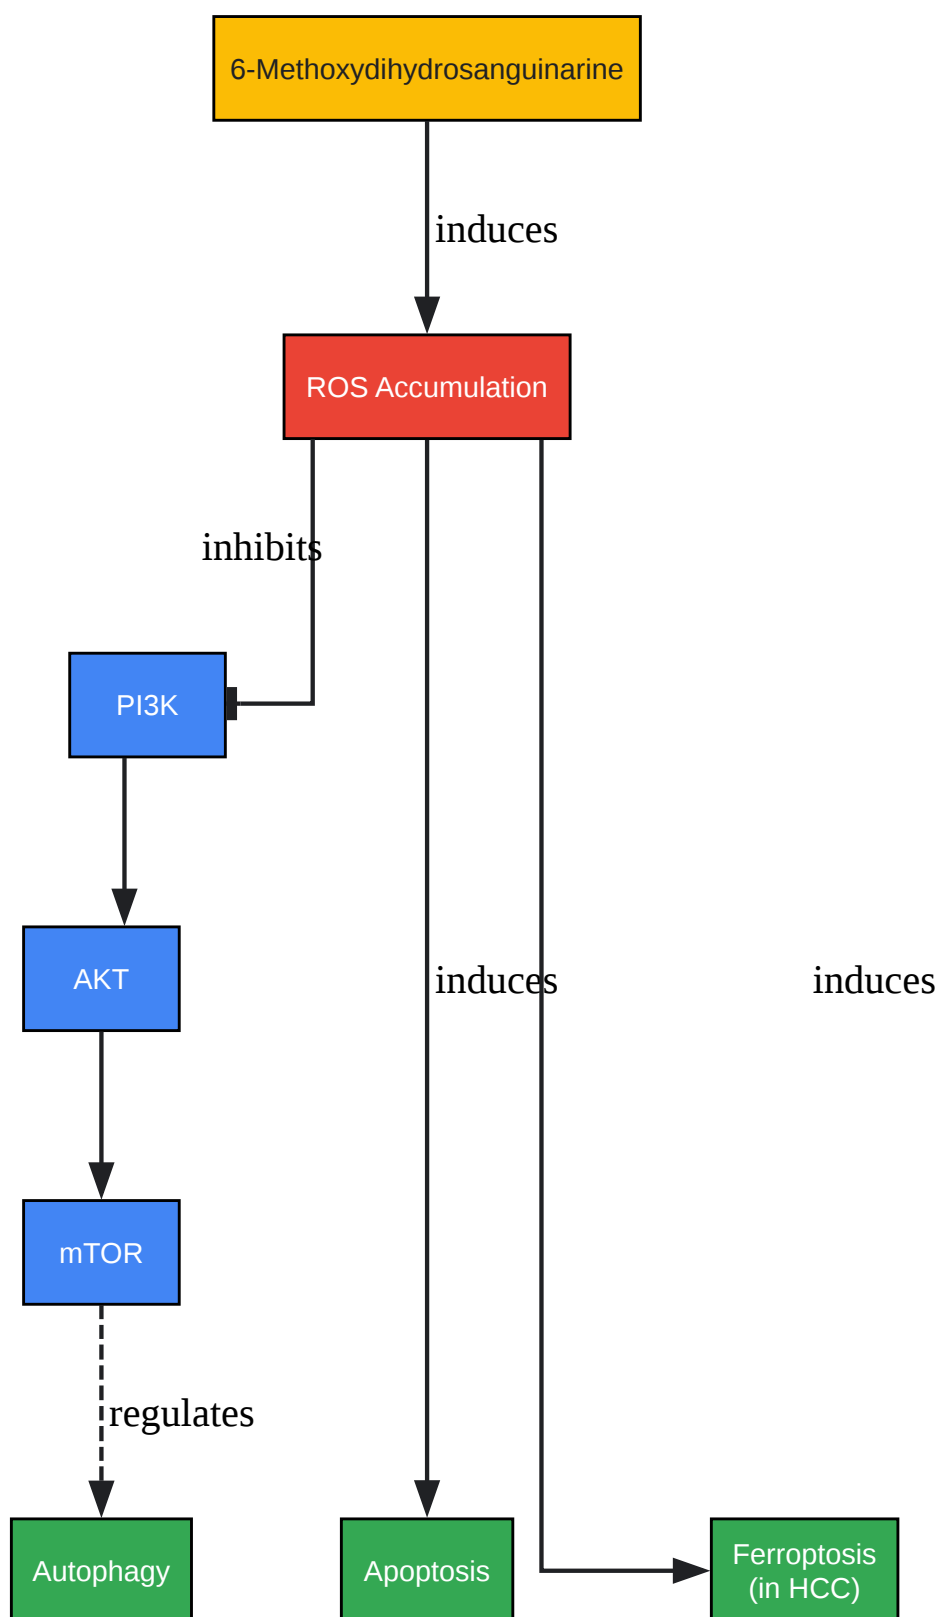 6-Methoxydihydrosanguinarine
induces
ROS Accumulation
inhibits
PI3K
AKT
induces
induces
mTOR
regulates
Autophagy
Apoptosis
Ferroptosis
(in HCC)